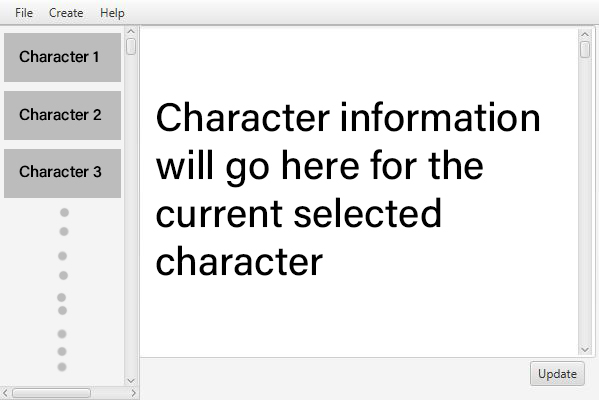 File Create Help
Character 1
Character 2
Character 3
Character information
will go here for the
current selected
character
Update